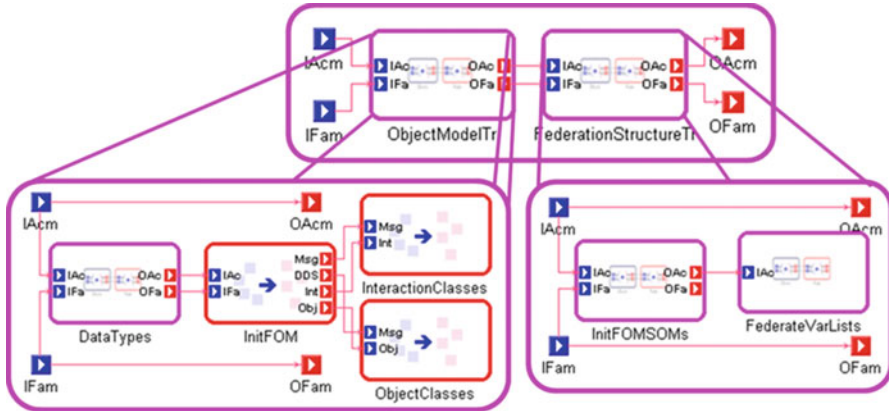 IAcm
IFam
IAc
IFa
OAc
OFa
ObjectModelTr
IAc
IFa
OAc
OFa
FederationStructureTr
OAcm
OFam
IAcm
OAcm
IAc
IFa
OAc
OFa
DataTypes
IAc
IFa
Msg
DDS
Int
Obj
InitFOM
Msg
Int
InteractionClasses
Msg
Obj
ObjectClasses
IFam
OFam
IAcm
OAcm
IAc
IFa
OAc
OFa
InitFOMSOMs
IAc
FederateVarLists
IFam
OFam